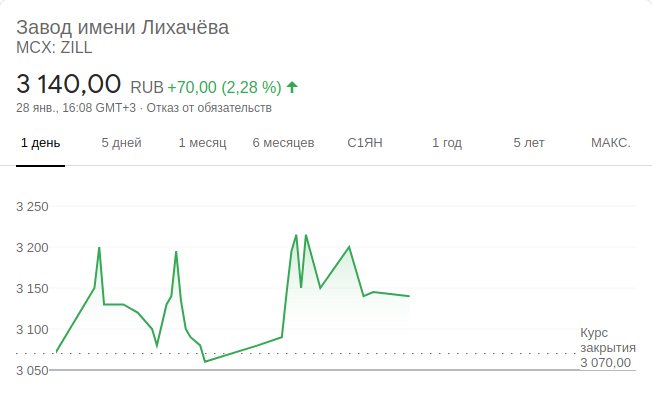 Завод имени Лихачёва
MCX: ZILL
3 140,00 RUB +70,00 (2,28 %)
28 янв., 16:08 GMT+3 · Отказ от обязательств
1 день 5 дней 1 месяц 6 месяцев С1ЯН 1 год 5 лет МАКС.
3 250
3 200
3 150
3 100
3 050
Курс
закрытия
3 070,00